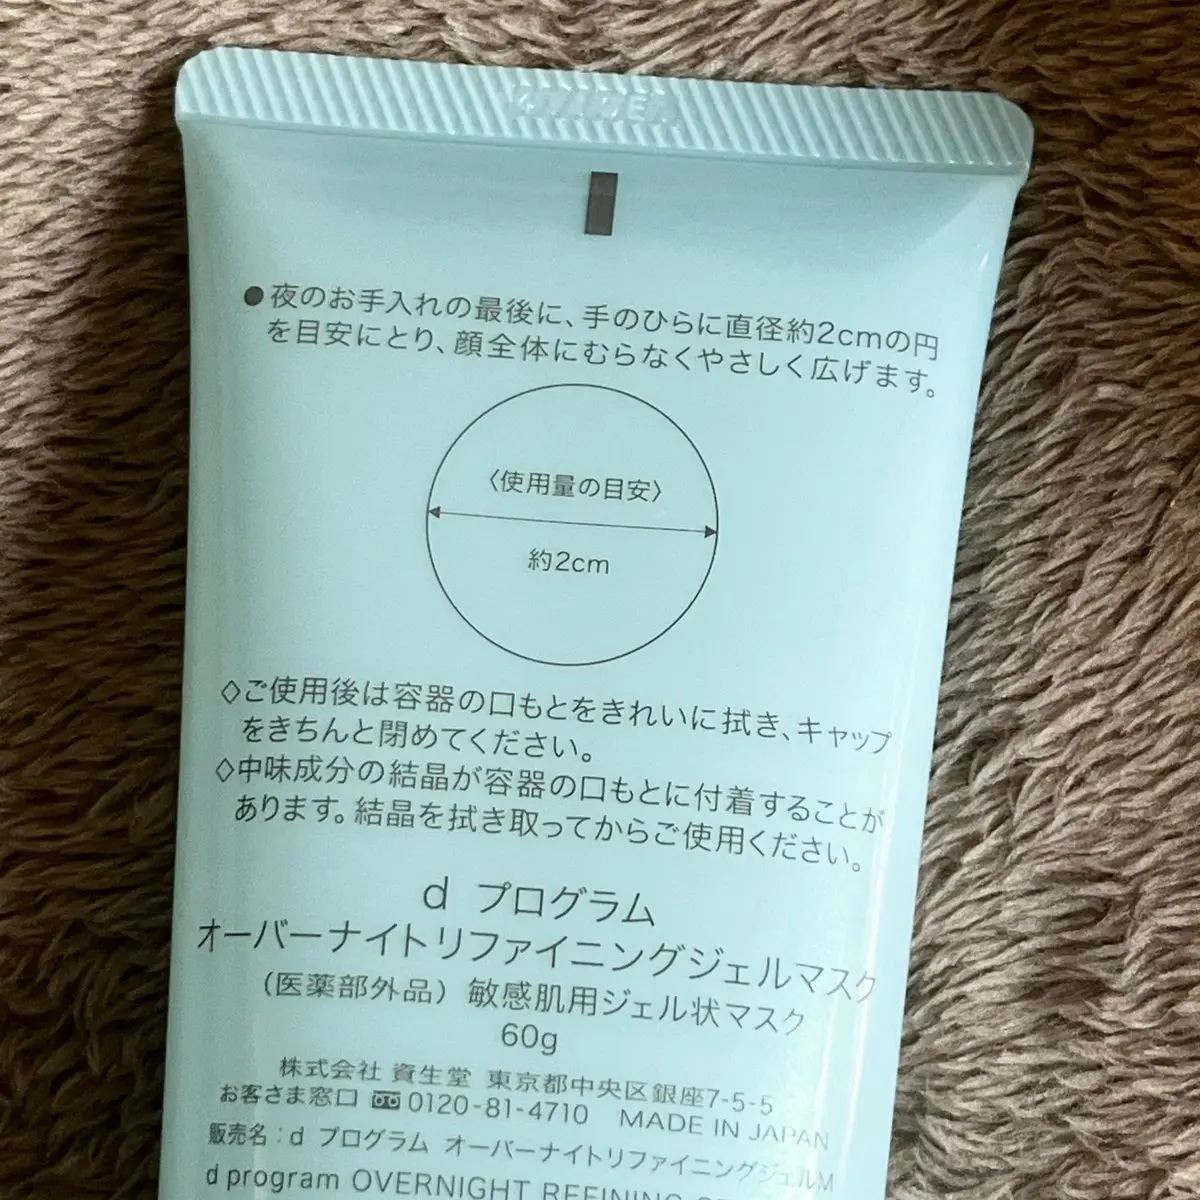 ●夜のお手入れの最後に、手のひらに直径約2cmの円
を目安にとり、顔全体にむらなくやさしく広げます。
〈使用量の目安〉
約2cm
◇ご使用後は容器の口もとをきれいに拭き、キャップ
をきちんと閉めてください。
◇中味成分の結晶が容器の口もとに付着することが
あります。結晶を拭き取ってからご使用ください。
d プログラム
オーバーナイトリファイニングジェルマスク
(医薬部外品) 敏感肌用ジェル状マスク
60g
株式会社 資生堂 東京都中央区銀座7-5-5
お客さま窓口 0120-81-4710 MADE IN JAPAN
販売名:d プログラム オーバーナイトリファイニングジェルM
d program OVERNIGHT REFINING